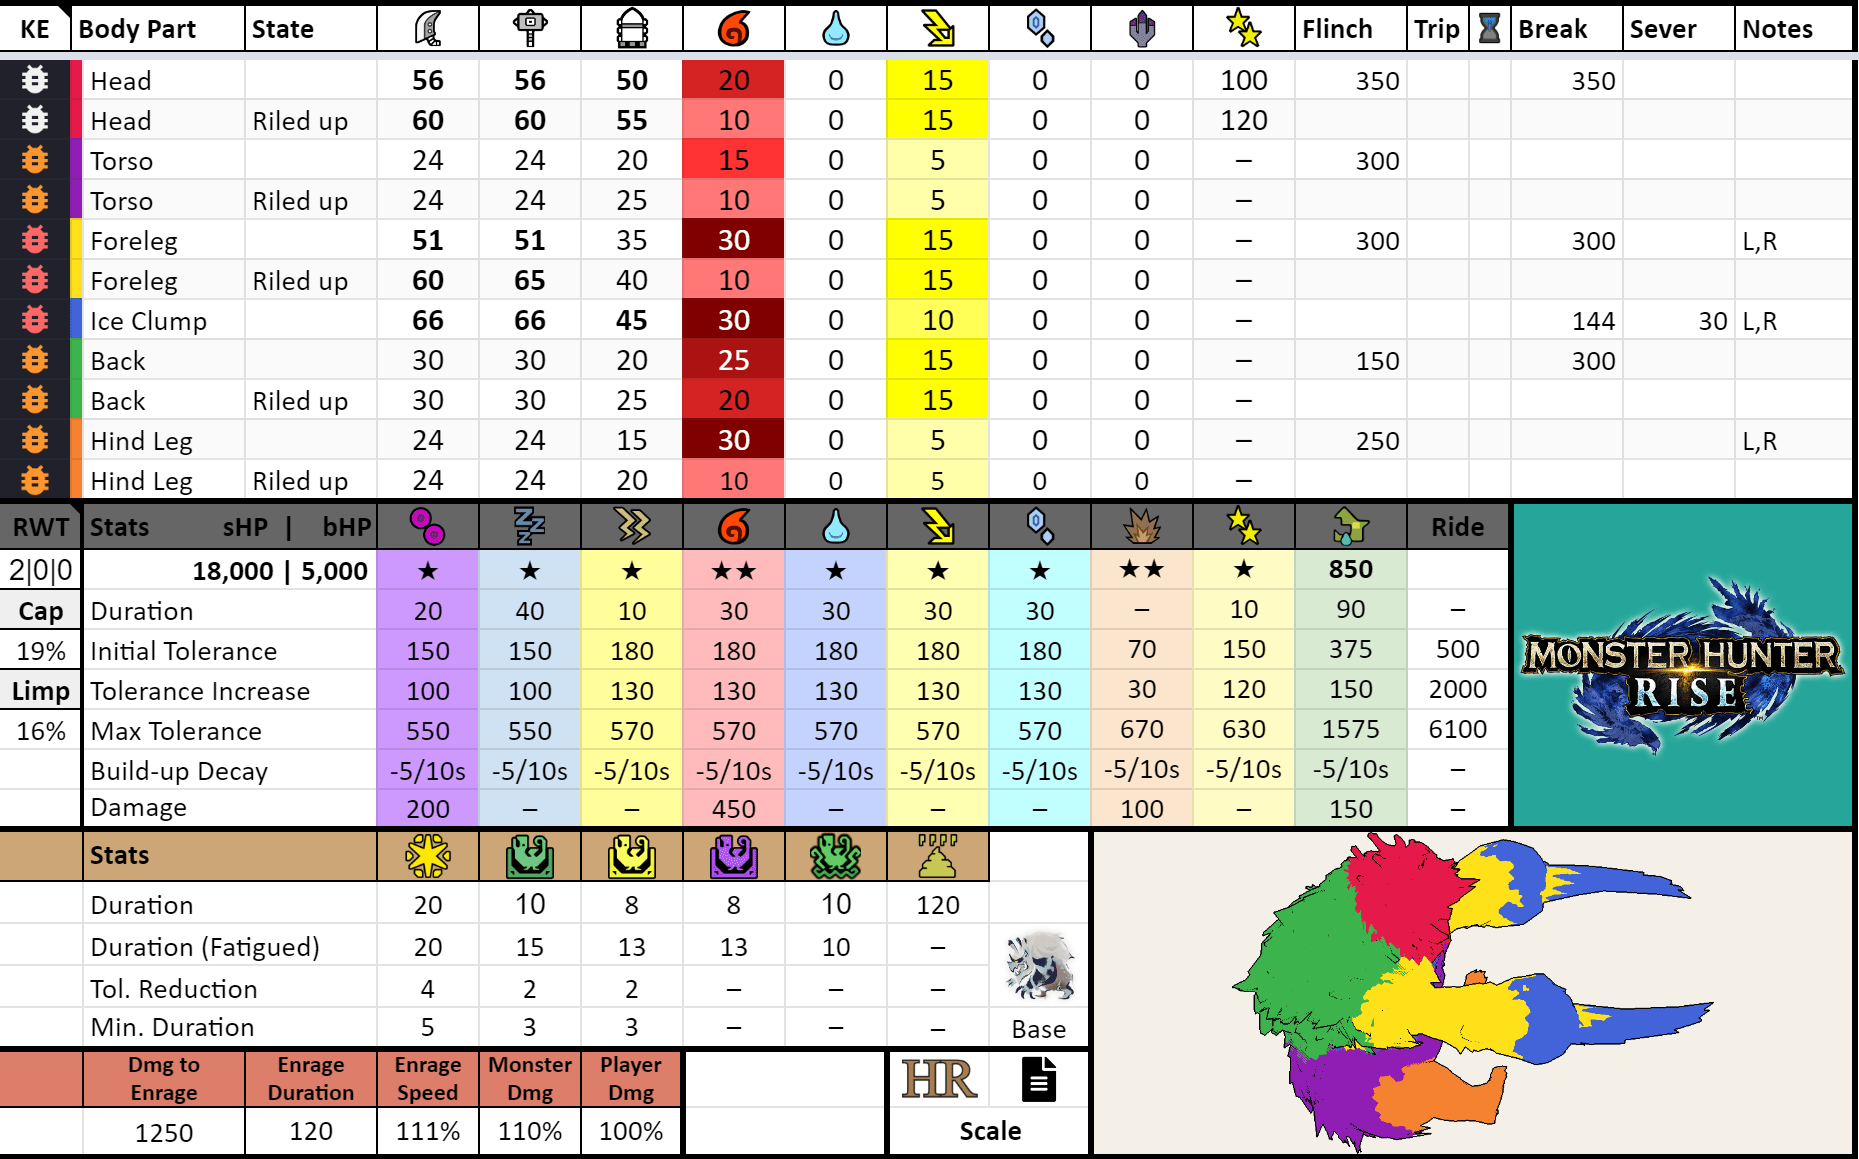 KE Body Part State Flinch Trip Break Sever Notes
Head 56 56 50 20 0 15 0 0 100 350 350
Head Riled up 60 60 55 10 0 15 0 0 120
Torso 24 24 20 15 0 5 0 0 – 300
Torso Riled up 24 24 25 10 0 5 0 0 –
Foreleg 51 51 35 30 0 15 0 0 – 300 300 L,R
Foreleg Riled up 60 65 40 10 0 15 0 0 –
Ice Clump 66 66 45 30 0 10 0 0 – 144 30 L,R
Back 30 30 20 25 0 15 0 0 – 150 300
Back Riled up 30 30 25 20 0 15 0 0 –
Hind Leg 24 24 15 30 0 5 0 0 – 250 L,R
Hind Leg Riled up 24 24 20 10 0 5 0 0 –
RWT Stats sHP | bHP Ride
2|0|0 18,000 | 5,000 ★ ★ ★ ★★ ★ ★ ★ ★★ ★ 850
Cap Duration 20 40 10 30 30 30 30 – 10 90 –
19% Initial Tolerance 150 150 180 180 180 180 180 70 150 375 500
Limp Tolerance Increase 100 100 130 130 130 130 130 30 120 150 2000
16% Max Tolerance 550 550 570 570 570 570 570 670 630 1575 6100
Build-up Decay -5/10s -5/10s -5/10s -5/10s -5/10s -5/10s -5/10s -5/10s -5/10s -5/10s –
Damage 200 – – 450 – – – 100 – 150 –
MONSTER HUNTER
RISE
TM
Stats
Duration 20 10 8 8 10 120
Duration (Fatigued) 20 15 13 13 10 –
Tol. Reduction 4 2 2 – – –
Min. Duration 5 3 3 – – –
Base
Dmg to Enrage Enrage Monster Player
Enrage Duration Speed Dmg Dmg
HR
1250 120 111% 110% 100%
Scale